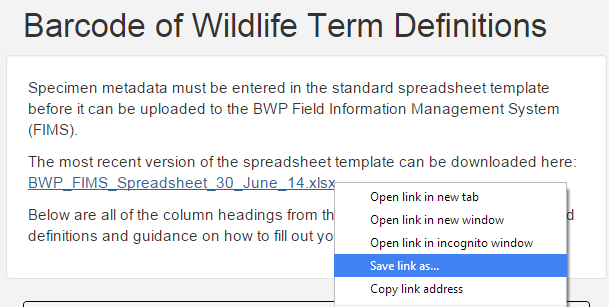 Barcode of Wildlife Term Definitions
Specimen metadata must be entered in the standard spreadsheet template
before it can be uploaded to the BWP Field Information Management System
(FIMS).
The most recent version of the spreadsheet template can be downloaded here:
BWP_FIMS_Spreadsheet_30_June_14.xlsx
Open link in new tab
Below are all of the column headings from
Open link in new window
definitions and guidance on how to fill out
Open link in incognito window
Save link as...
Copy link address